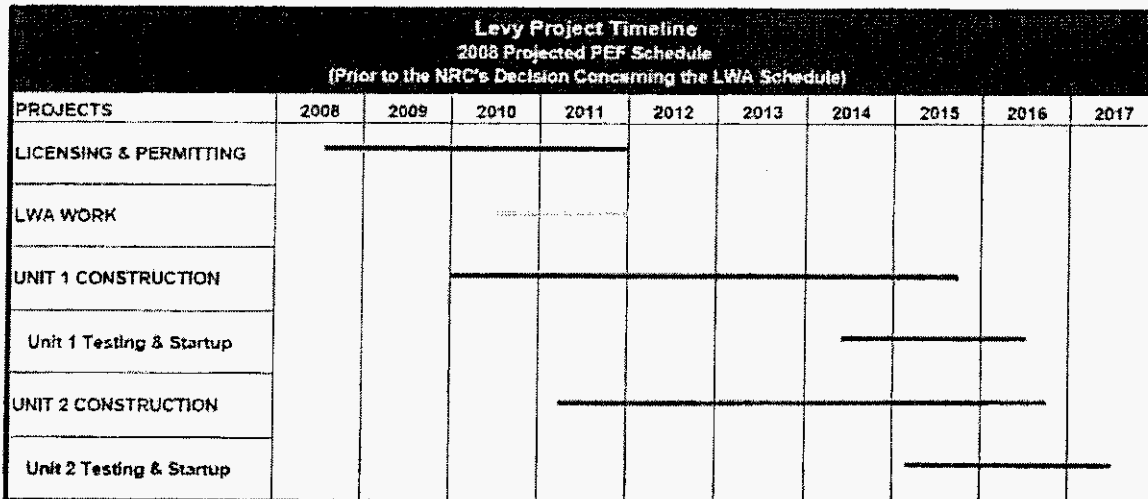 Levy Project Timeline
2008 Projected PEF Schedule
(Prior to the NRC's Decision Concerning the LWA Schedule)
PROJECTS 2008 2009 2010 2011 2012 2013 2014 2015 2016 2017
LICENSING & PERMITTING
LWA WORK
UNIT 1 CONSTRUCTION
Unit 1 Testing & Startup
UNIT 2 CONSTRUCTION
Unit 2 Testing & Startup